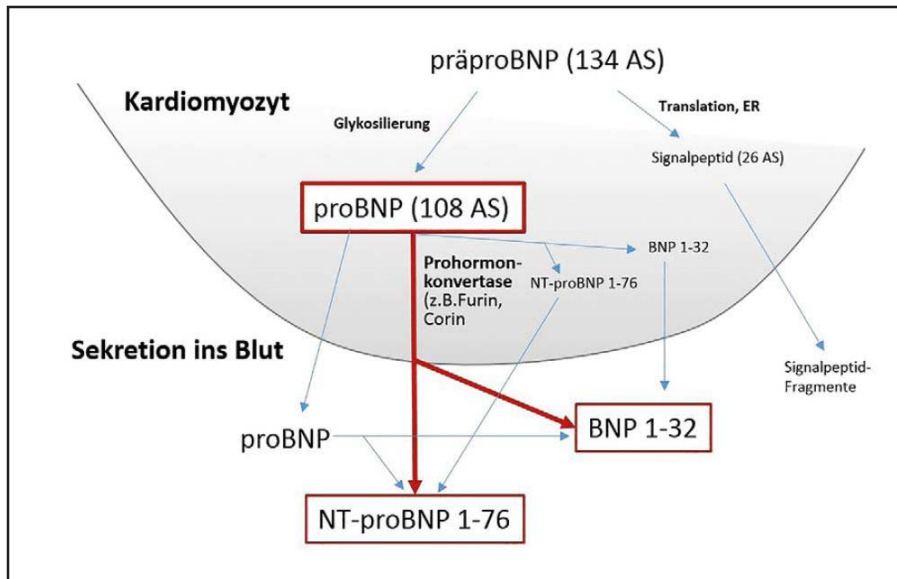 präproBNP (134 AS)
Kardiomyozyt
Translation, ER
Glykosilierung
Signalpeptid (26 AS)
proBNP (108 AS)
BNP 1-32
Prohormon-
konvertase
(z.B.Furin,
Corin
NT-proBNP 1-76
Sekretion ins Blut
Signalpeptid-
Fragmente
BNP 1-32
proBNP
NT-proBNP 1-76